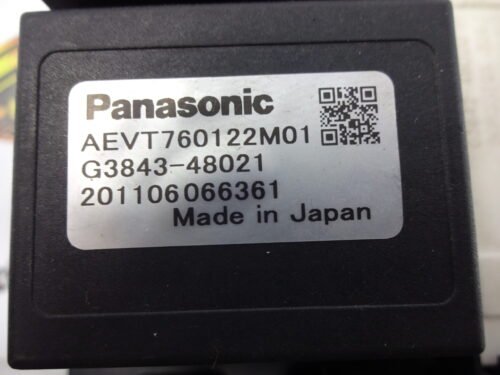 Panasonic
AEVT760122M01
G3843-48021
201106066361
Made in Japan